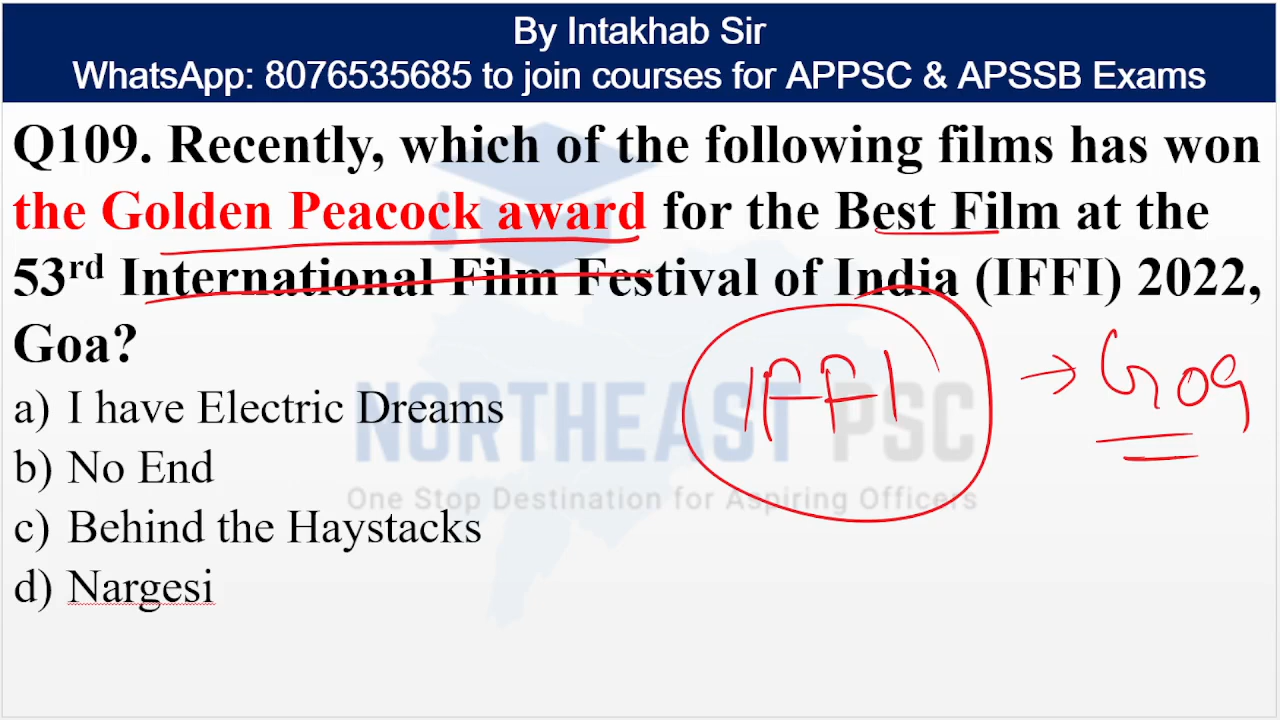 By Intakhab Sir
WhatsApp: 8076535685 to join courses for APPSC & APSSB Exams
Q109. Recently, which of the following films has won
the Golden Peacock award for the Best Film at the
53rd International Film Festival of India (IFFI) 2022,
Goa?
IFFI → Goa
a) I have Electric Dreams
b) No End
c) Behind the Haystacks
d) Nargesi
NORTHEAST PSC
One Stop Destination for Aspiring Officers